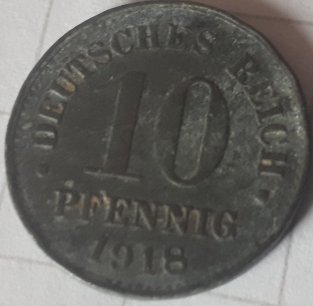 DEUTSCHES REICH
10
PFENNIG
1918